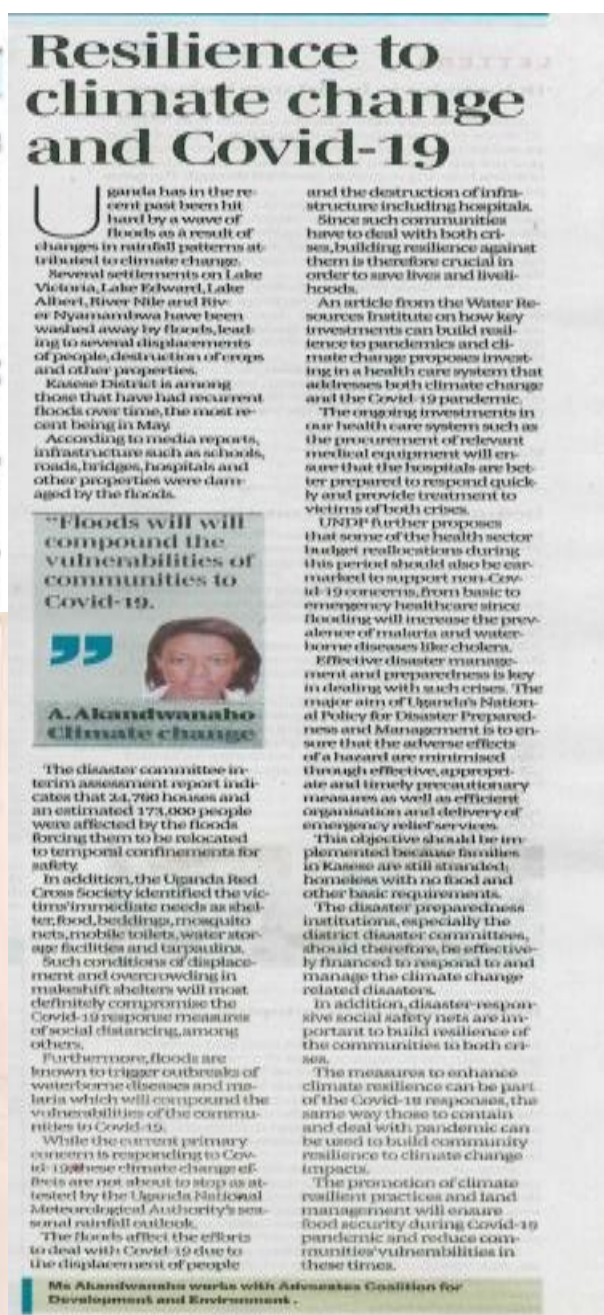 Resilience to
climate change
and Covid-19
Uganda has in the re-
cent past been hit
hard by a wave of
floods as a result of
changes in rainfall patterns at-
tributed to climate change.
Several settlements on Lake
Victoria, Lake Edward, Lake
Albert, River Nile and Riv-
er Nyamambwa have been
washed away by floods, lead-
ing to several displacements
of people, destruction of crops
and other properties.
Kasese District is among
those that have had recurrent
floods over time, the most re-
cent being in May.
According to media reports,
infrastructure such as schools,
roads, bridges, hospitals and
other properties were dam-
aged by the floods.
"Floods will will
compound the
vulnerabilities of
communities to
Covid-19.
”
A. Akandwanaho
Climate change
The disaster committee in-
terim assessment report indi-
cates that 24,760 houses and
an estimated 173,000 people
were affected by the floods
forcing them to be relocated
to temporal confinements for
safety.
In addition, the Uganda Red
Cross Society identified the vic-
tims' immediate needs as shel-
ter, food, beddings, mosquito
nets, mobile toilets, water stor-
age facilities and tarpaulins.
Such conditions of displace-
ment and overcrowding in
makeshift shelters will most
definitely compromise the
Covid-19 response measures
of social distancing, among
others.
Furthermore, floods are
known to trigger outbreaks of
waterborne diseases and ma-
laria which will compound the
vulnerabilities of the commu-
nities to Covid-19.
While the current primary
concern is responding to Cov-
id-19, these climate change ef-
fects are not about to stop as at-
tested by the Uganda National
Meteorological Authority's sea-
sonal rainfall outlook.
The floods affect the efforts
to deal with Covid-19 due to
the displacement of people
and the destruction of infra-
structure including hospitals.
Since such communities
have to deal with both cri-
ses, building resilience against
them is therefore crucial in
order to save lives and liveli-
hoods.
An article from the Water Re-
sources Institute on how key
investments can build resil-
ience to pandemics and cli-
mate change proposes invest-
ing in a health care system that
addresses both climate change
and the Covid-19 pandemic.
The ongoing investments in
our health care system such as
the procurement of relevant
medical equipment will en-
sure that the hospitals are bet-
ter prepared to respond quick-
ly and provide treatment to
victims of both crises.
UNDP further proposes
that some of the health sector
budget reallocations during
this period should also be ear-
marked to support non-Cov-
id-19 concerns, from basic to
emergency healthcare since
flooding will increase the prev-
alence of malaria and water-
borne diseases like cholera.
Effective disaster manage-
ment and preparedness is key
in dealing with such crises. The
major aim of Uganda's Nation-
al Policy for Disaster Prepared-
ness and Management is to en-
sure that the adverse effects
of a hazard are minimised
through effective, appropri-
ate and timely precautionary
measures as well as efficient
organisation and delivery of
emergency relief services.
This objective should be im-
plemented because families
in Kasese are still stranded;
homeless with no food and
other basic requirements.
The disaster preparedness
institutions, especially the
district disaster committees,
should therefore, be effective-
ly financed to respond to and
manage the climate change
related disasters.
In addition, disaster-respon-
sive social safety nets are im-
portant to build resilience of
the communities to both cri-
ses.
The measures to enhance
climate resilience can be part
of the Covid-19 responses, the
same way those to contain
and deal with pandemic can
be used to build community
resilience to climate change
impacts.
The promotion of climate
resilient practices and land
management will ensure
food security during Covid-19
pandemic and reduce com-
munities' vulnerabilities in
these times.
Ms Akandwanaho works with Advocates Coalition for
Development and Environment.